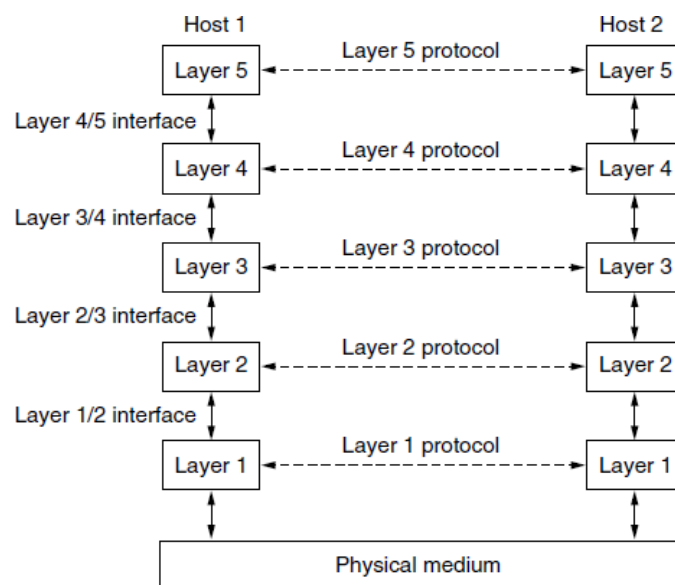 Host 1
Host 2
Layer 5
Layer 5 protocol
Layer 5
Layer 4/5 interface
Layer 4
Layer 4 protocol
Layer 4
Layer 3/4 interface
Layer 3
Layer 3 protocol
Layer 3
Layer 2/3 interface
Layer 2
Layer 2 protocol
Layer 2
Layer 1/2 interface
Layer 1
Layer 1 protocol
Layer 1
Physical medium